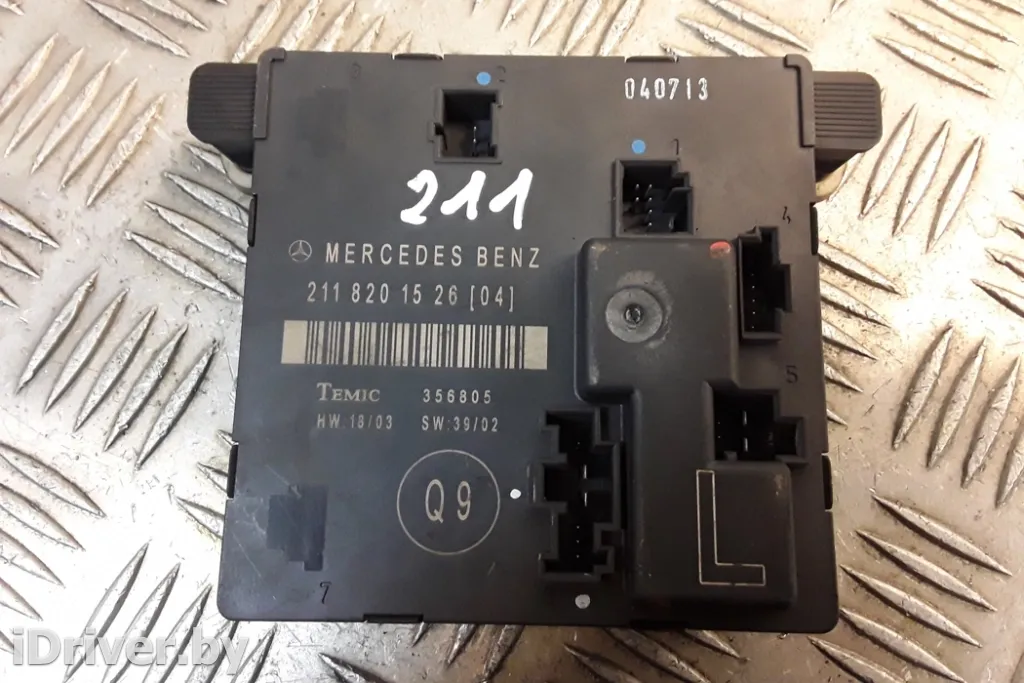 040713
1
4
211
MERCEDES BENZ
211 820 15 26 [04]
5
TEMIC 356805
HW:18/03 SW:39/02
Q9
L
7
iDriver.by